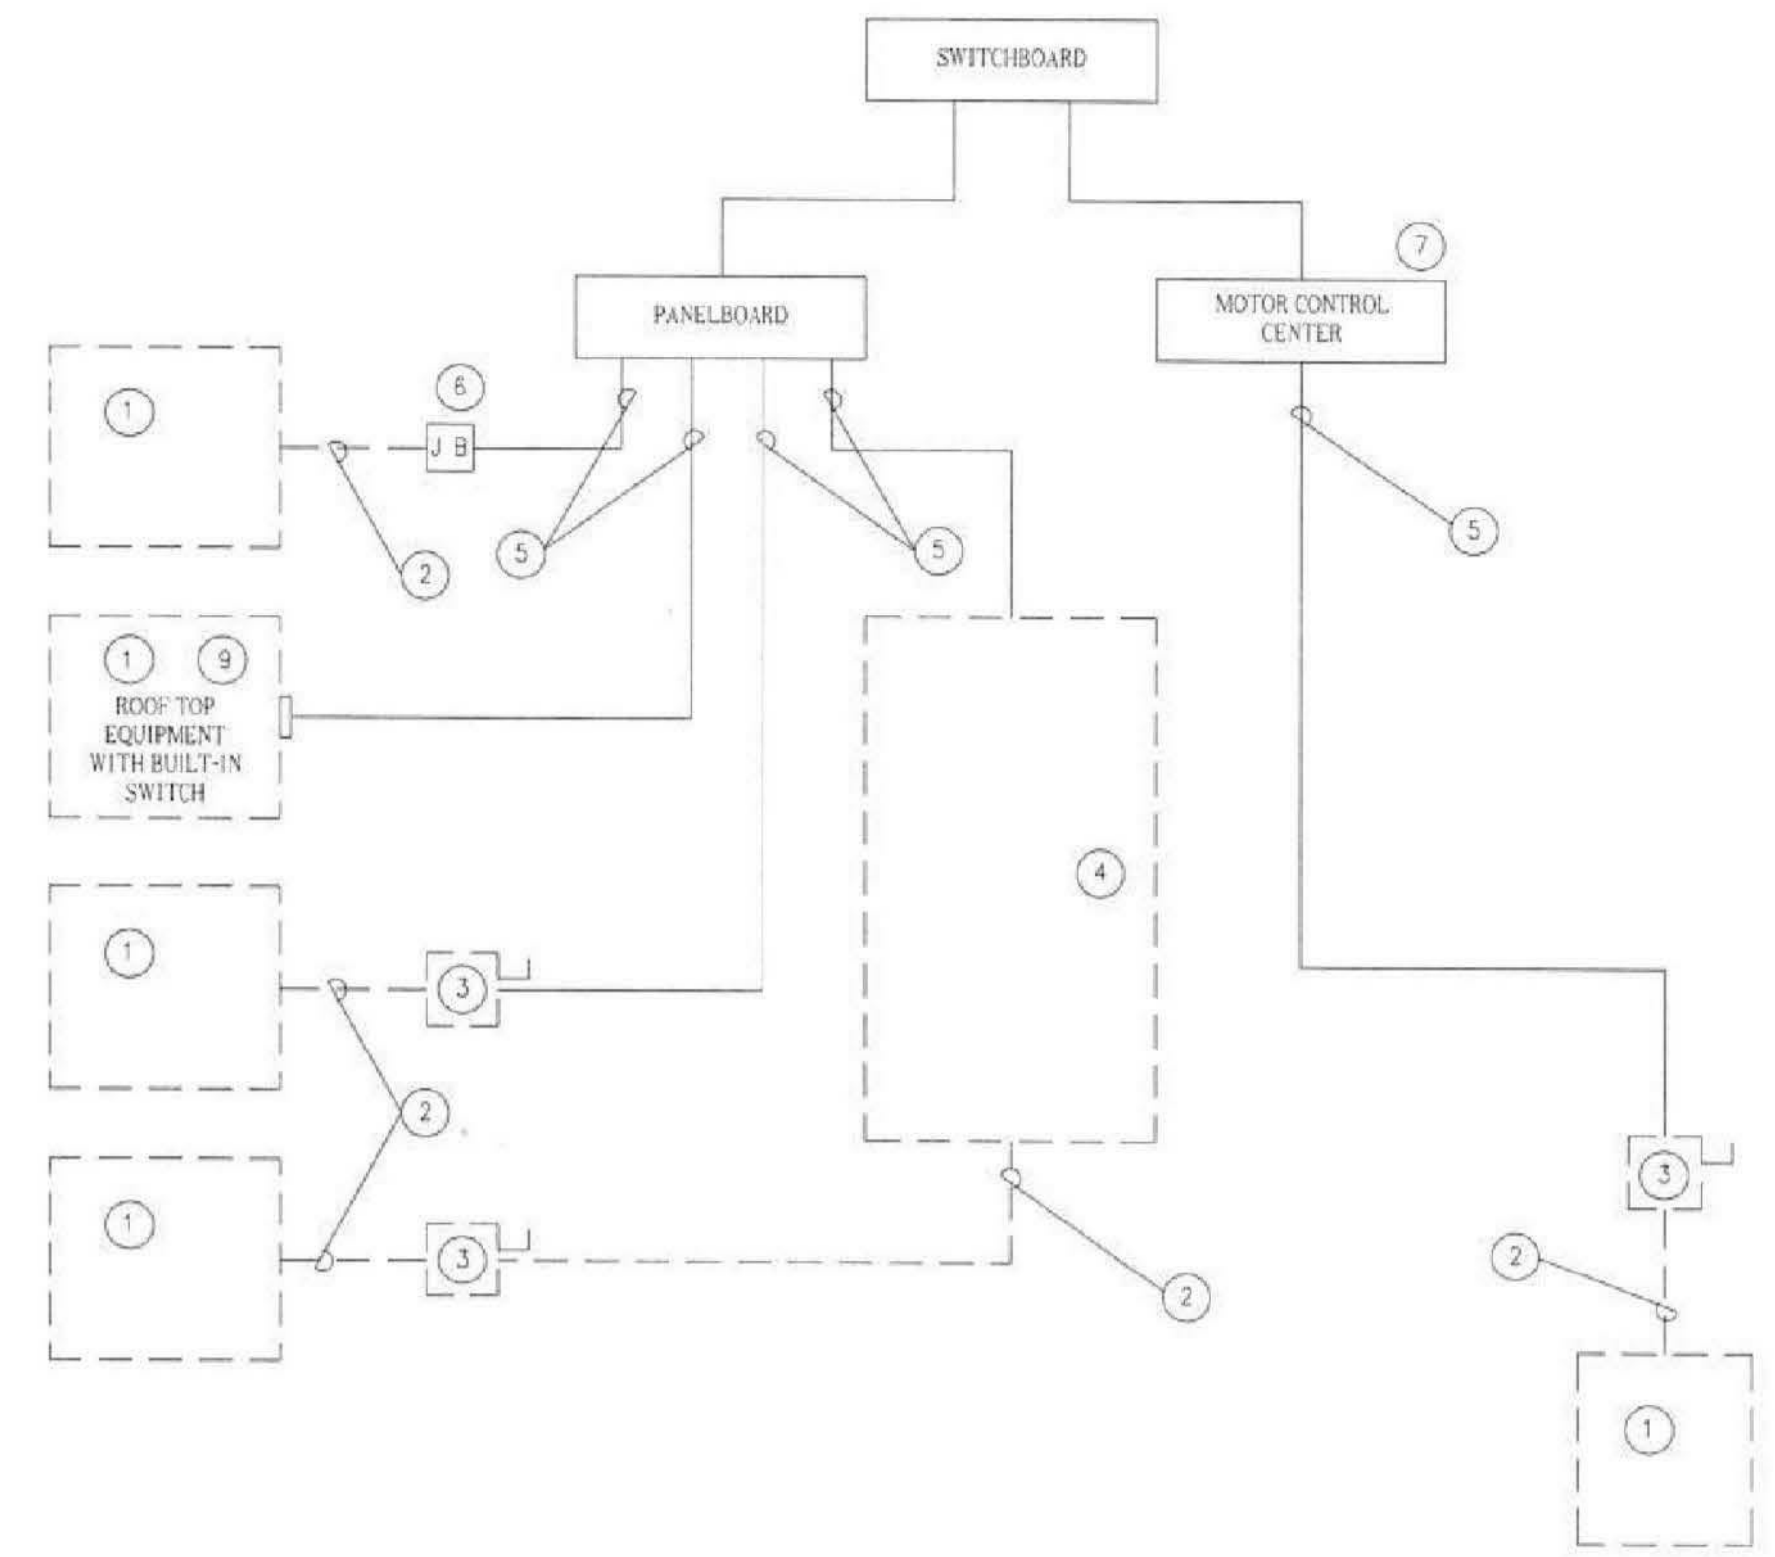 SWITCHBOARD
7
PANELBOARD
MOTOR CONTROL
CENTER
1
6
J B
5
5
5
2
1
9
ROOF TOP
EQUIPMENT
WITH BUILT-IN
SWITCH
4
1
3
2
3
1
3
2
2
1